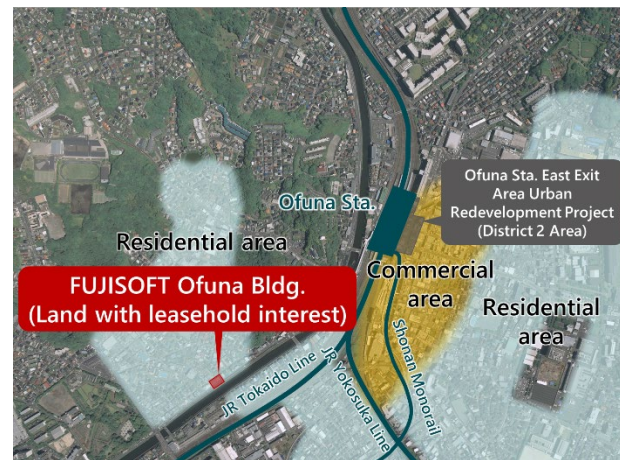 Ofuna Sta. East Exit
Area Urban
Redevelopment Project
(District 2 Area)
Ofuna Sta.
Residential area
Commercial
area
FUJISOFT Ofuna Bldg.
(Land with leasehold interest)
Residential
area
JR Tokaido Line
JR Yokosuka Line
Shonan Monorail